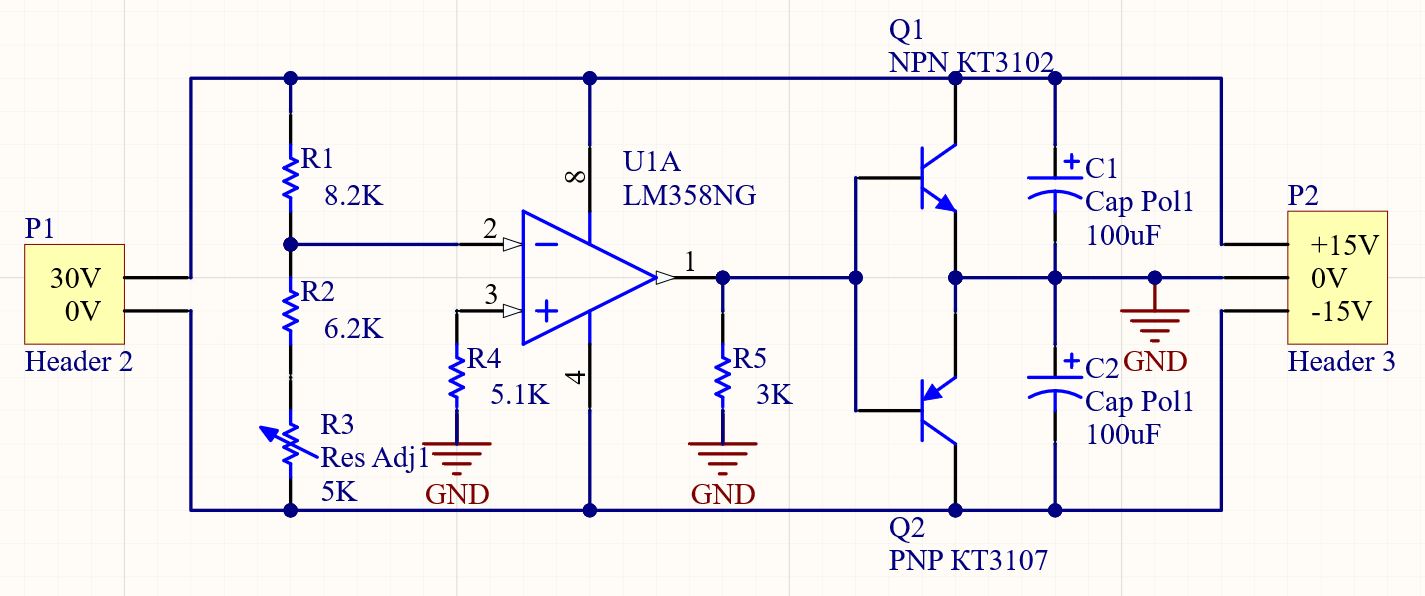 Q1
NPN КТ3102
R1
8.2K
8
U1A
LM358NG
C1
Cap Pol1
100uF
P1
30V
0V
Header 2
2
3
1
R2
6.2K
P2
+15V
0V
-15V
Header 3
R4
5.1K
4
R5
3K
GND
C2
Cap Pol1
100uF
R3
Res Adj1
5K
GND
GND
Q2
PNP КТ3107